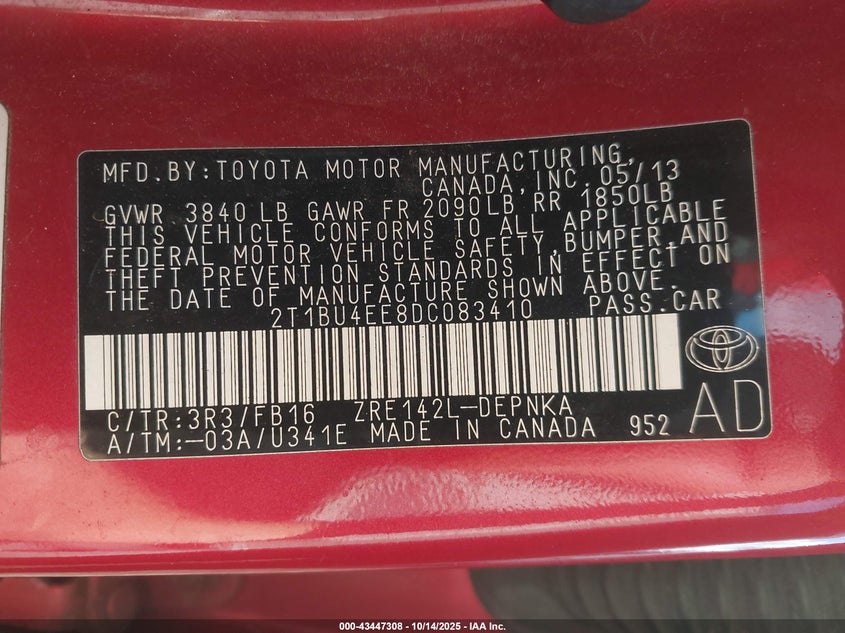 MFD.BY:TOYOTA MOTOR MANUFACTURING,
CANADA,INC. 05/13
GVWR 3840 LB GAWR FR 2090LB RR 1850LB
THIS VEHICLE CONFORMS TO ALL APPLICABLE
FEDERAL MOTOR VEHICLE SAFETY,BUMPER,AND
THEFT PREVENTION STANDARDS IN EFFECT ON
THE DATE OF MANUFACTURE SHOWN ABOVE.
2T1BU4EE8DC083410 PASS.CAR
C/TR:3R3/FB16 ZRE142L-DEPNKA
A/TM:-03A/U341E MADE IN CANADA 952
AD
000-43447308 | 10/14/2025 | IAA Inc.